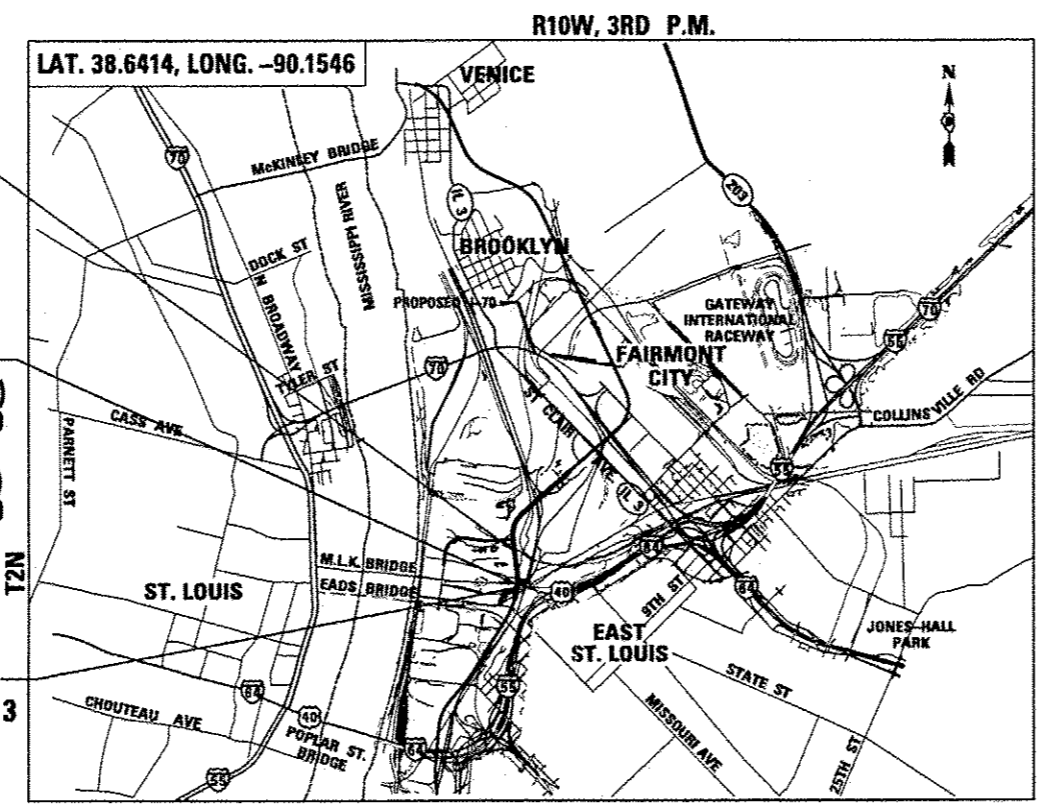 R10W, 3RD P.M.
LAT. 38.6414, LONG. –90.1546
VENICE
N
70
McKINLEY BRIDGE
203
IL 3
MISSISSIPPI RIVER
DOCK ST
BROOKLYN
N BROADWAY
PROPOSED I-70
GATEWAY
INTERNATIONAL
RACEWAY
70
55
70
FAIRMONT
CITY
TYLER ST
ST CLAIR AVE
COLLINSVILLE RD
CASS AVE
PARNETT ST
55
IL 3
64
T2N
M.L.K. BRIDGE
EADS BRIDGE
ST. LOUIS
40
64
9TH ST
EAST
ST. LOUIS
JONES-HALL
PARK
STATE ST
55
64
3
CHOUTEAU AVE
40
POPLAR ST.
BRIDGE
64
MISSOURI AVE
25TH ST
55